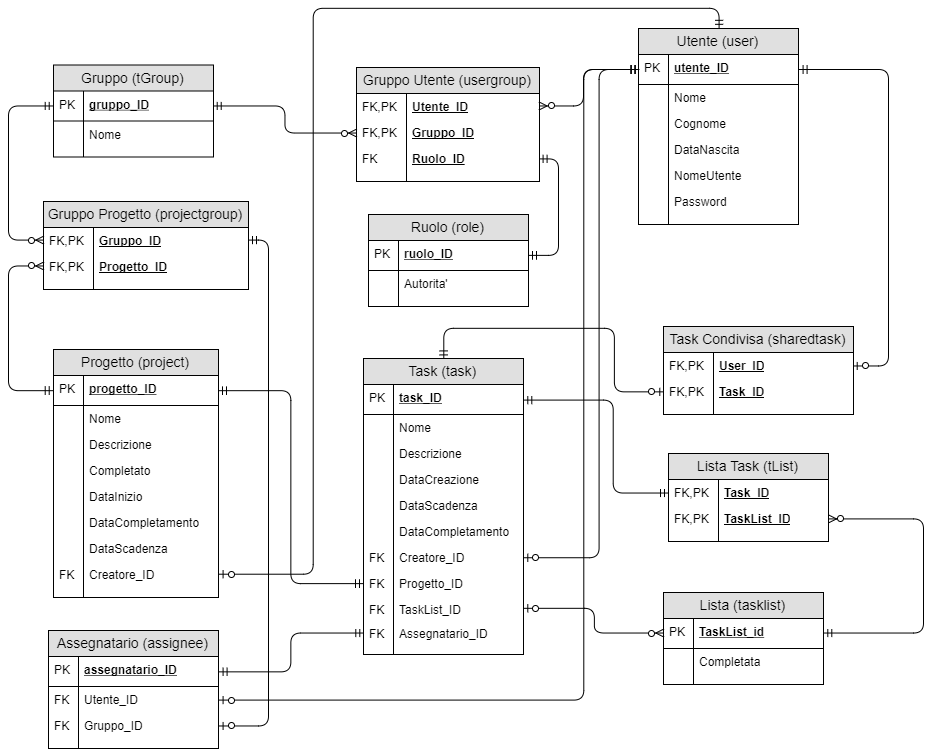 Utente (user)
PK utente_ID
Nome
Cognome
DataNascita
NomeUtente
Password
Gruppo (tGroup)
PK gruppo_ID
Nome
Gruppo Utente (usergroup)
FK,PK Utente_ID
FK,PK Gruppo_ID
FK Ruolo_ID
Gruppo Progetto (projectgroup)
FK,PK Gruppo_ID
FK,PK Progetto_ID
Ruolo (role)
PK ruolo_ID
Autorita'
Progetto (project)
PK progetto_ID
Nome
Descrizione
Completato
DataInizio
DataCompletamento
DataScadenza
FK Creatore_ID
Task (task)
PK task_ID
Nome
Descrizione
DataCreazione
DataScadenza
DataCompletamento
FK Creatore_ID
FK Progetto_ID
FK TaskList_ID
FK Assegnatario_ID
Task Condivisa (sharedtask)
FK,PK User_ID
FK,PK Task_ID
Lista Task (tList)
FK,PK Task_ID
FK,PK TaskList_ID
Lista (tasklist)
PK TaskList_id
Completata
Assegnatario (assignee)
PK assegnatario_ID
FK Utente_ID
FK Gruppo_ID